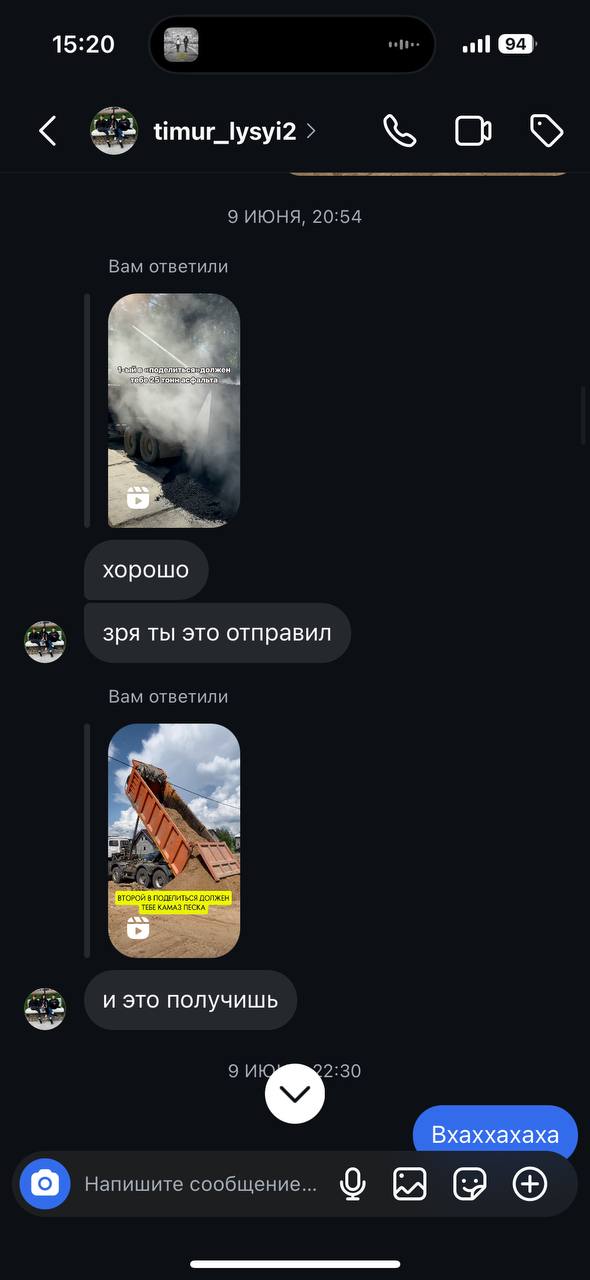 15:20
94
timur_lysyi2
9 ИЮНЯ, 20:54
Вам ответили
1-ый в «поделиться»должен
тебе 25 тонн асфальта
хорошо
зря ты это отправил
Вам ответили
ВТОРОЙ В ПОДЕЛИТЬСЯ ДОЛЖЕН
ТЕБЕ КАМАЗ ПЕСКА
и это получишь
9 ИЮ 22:30
Вхаххахаха
Напишите сообщение...